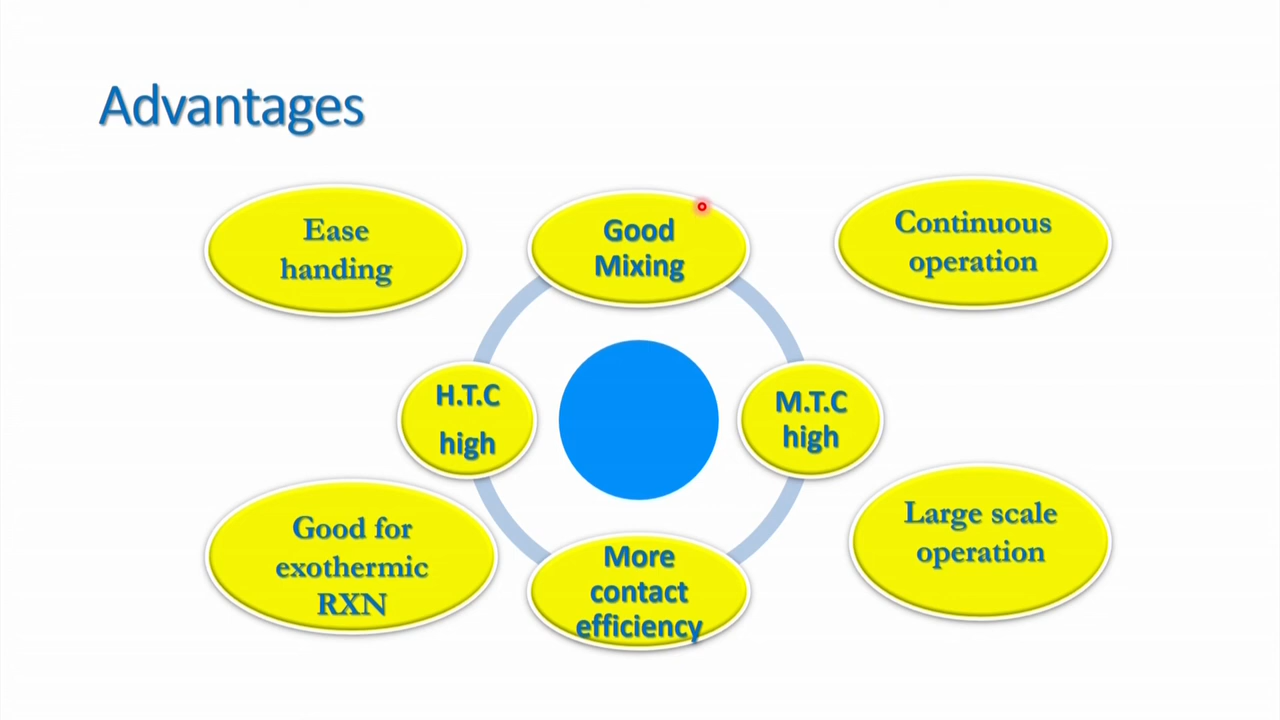 Advantages
Ease
handing
Good
Mixing
Continuous
operation
H.T.C
high
M.T.C
high
Good for
exothermic
RXN
More
contact
efficiency
Large scale
operation